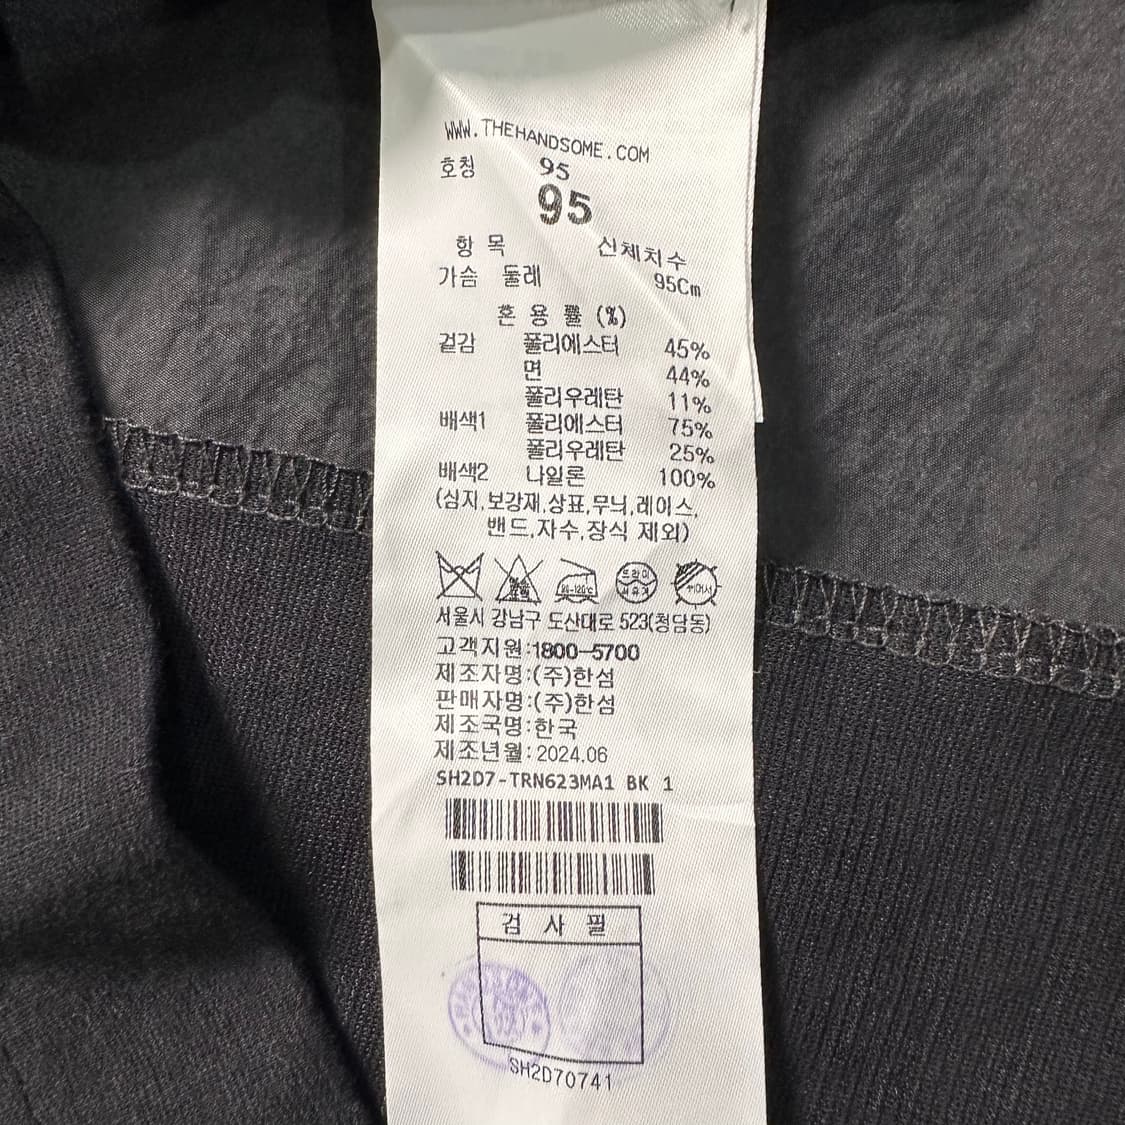 WWW.THEHANDSOME.COM
호칭 95
95
항 목 신체치수
가슴 둘레 95Cm
혼 용 률 (%)
겉감 폴리에스터 45%
면 44%
폴리우레탄 11%
배색1 폴리에스터 75%
폴리우레탄 25%
배색2 나일론 100%
(심지,보강재,상표,무늬,레이스,
밴드,자수,장식 제외)
드라이
서울시 강남구 도산대로 523(청담동)
고객지원:1800-5700
제조자명:(주)한섬
판매자명:(주)한섬
제조국명:한국
제조년월:2024.06
SH2D7-TRN623MA1 BK 1
검 사 필
SH2D70741